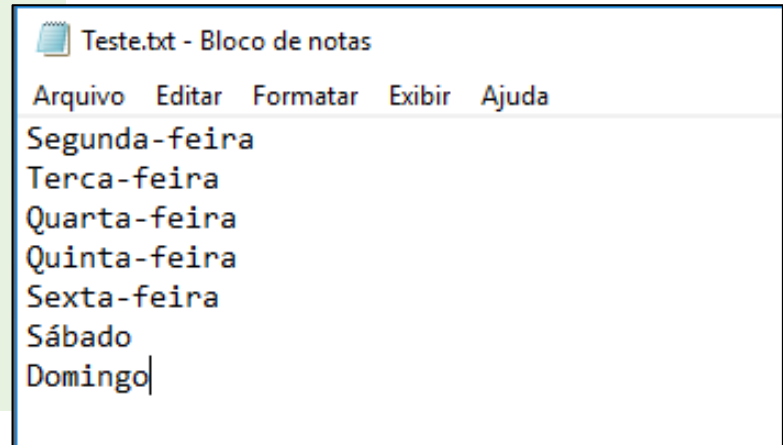 Teste.txt - Bloco de notas
Arquivo Editar Formatar Exibir Ajuda
Segunda-feira
Terca-feira
Quarta-feira
Quinta-feira
Sexta-feira
Sábado
Domingo